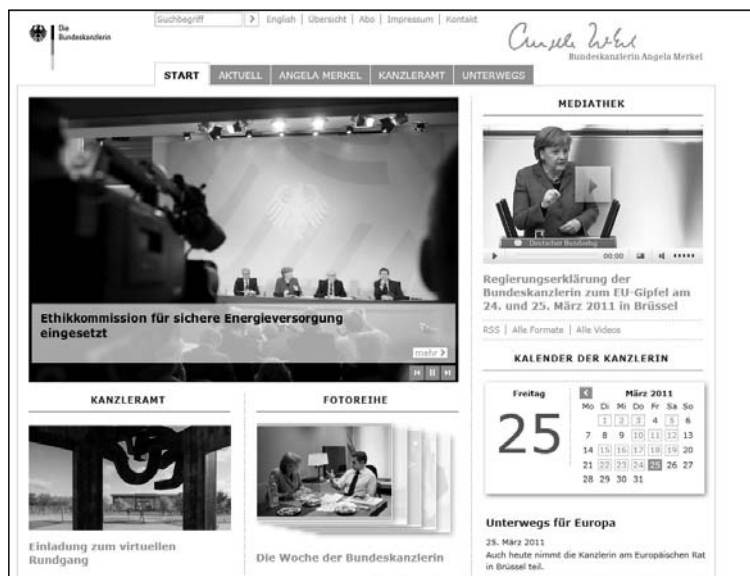 Die
Bundeskanzlerin
Suchbegriff
English | Übersicht | Abo | Impressum | Kontakt
Bundeskanzlerin Angela Merkel
START
AKTUELL
ANGELA MERKEL
KANZLERAMT
UNTERWEGS
Ethikkommission für sichere Energieversorgung
eingesetzt
mehr
KANZLERAMT
Einladung zum virtuellen
Rundgang
FOTOREIHE
Die Woche der Bundeskanzlerin
MEDIATHEK
Deutscher Bundestag
00:00
Regierungserklärung der
Bundeskanzlerin zum EU-Gipfel am
24. und 25. März 2011 in Brüssel
RSS | Alle Formate | Alle Videos
KALENDER DER KANZLERIN
Freitag
25
März 2011
Mo Di Mi Do Fr Sa So
1 2 3 4 5 6
7 8 9 10 11 12 13
14 15 16 17 18 19 20
21 22 23 24 25 26 27
28 29 30 31
Unterwegs für Europa
25. März 2011
Auch heute nimmt die Kanzlerin am Europäischen Rat
in Brüssel teil.